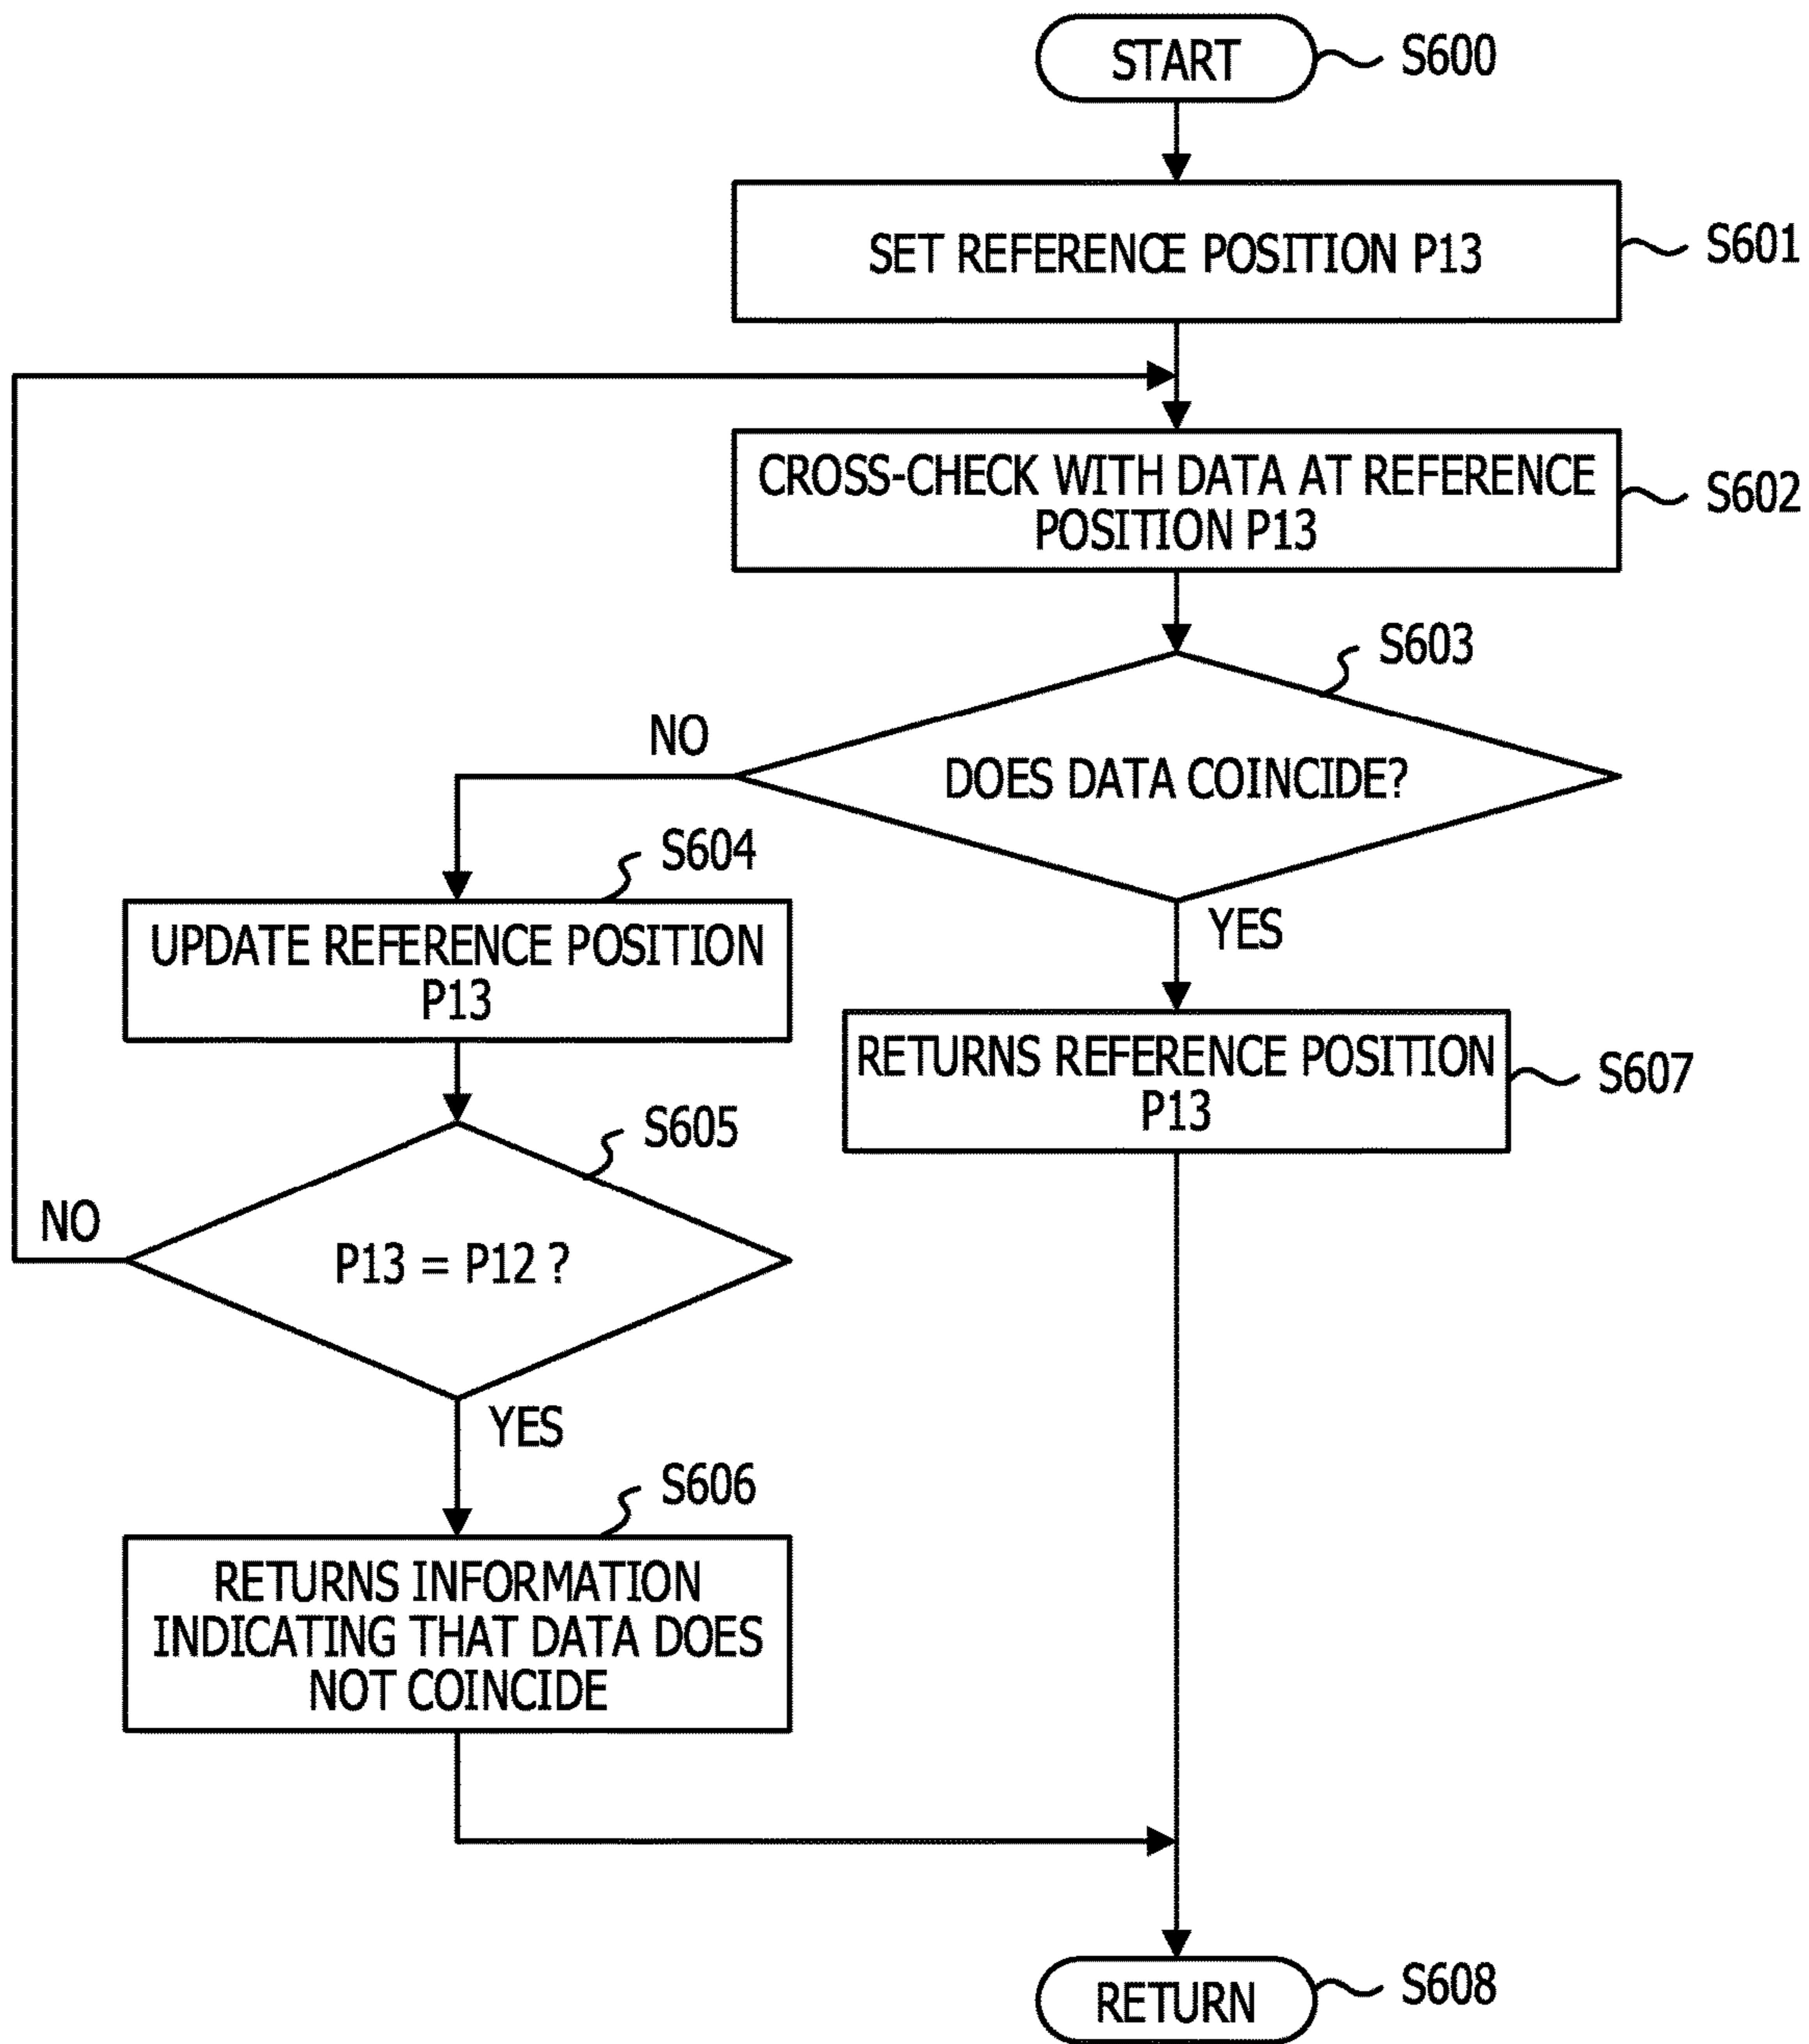 START
S600
SET REFERENCE POSITION P13
S601
CROSS-CHECK WITH DATA AT REFERENCE
POSITION P13
S602
S603
DOES DATA COINCIDE?
NO
YES
S604
UPDATE REFERENCE POSITION
P13
RETURNS REFERENCE POSITION
P13
S607
S605
P13 = P12 ?
NO
YES
S606
RETURNS INFORMATION
INDICATING THAT DATA DOES
NOT COINCIDE
RETURN
S608